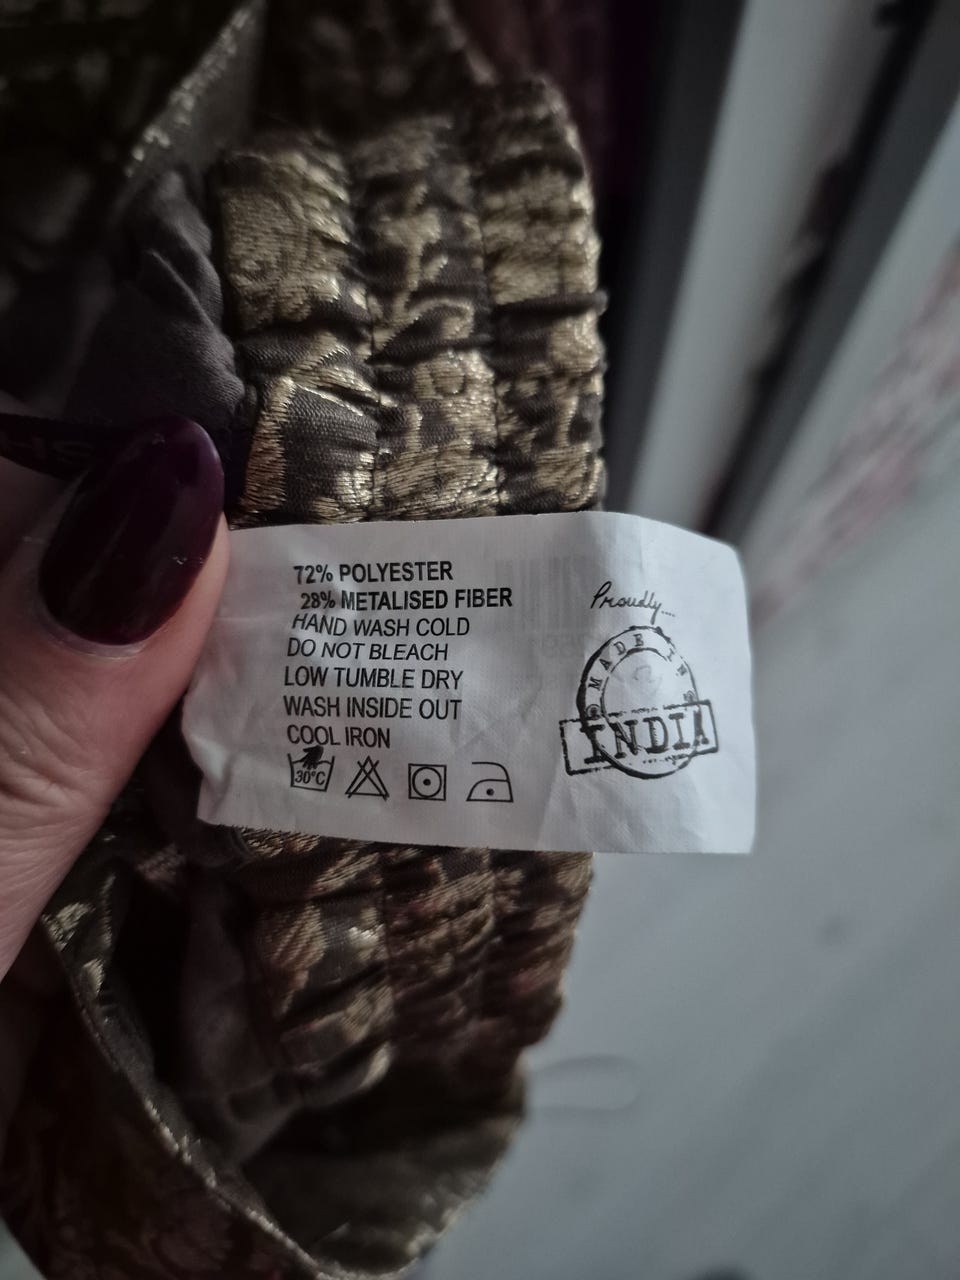 72% POLYESTER
28% METALISED FIBER
HAND WASH COLD
DO NOT BLEACH
LOW TUMBLE DRY
WASH INSIDE OUT
COOL IRON
30°C
Proudly....
MADE IN
INDIA